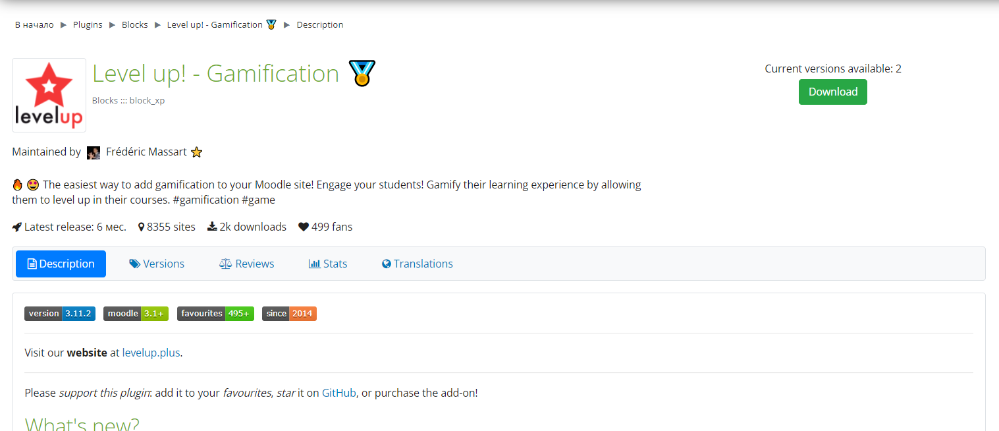 В начало ▶ Plugins ▶ Blocks ▶ Level up! - Gamification 🏅 ▶ Description
Level up! - Gamification 🏅
Current versions available: 2
Download
Blocks ::: block_xp
levelup
Maintained by Frédéric Massart ⭐
🔥 🤩 The easiest way to add gamification to your Moodle site! Engage your students! Gamify their learning experience by allowing
them to level up in their courses. #gamification #game
Latest release: 6 мес. 8355 sites 2k downloads 499 fans
Description Versions Reviews Stats Translations
version 3.11.2 moodle 3.1+ favourites 495+ since 2014
Visit our website at levelup.plus.
Please support this plugin: add it to your favourites, star it on GitHub, or purchase the add-on!
What's new?